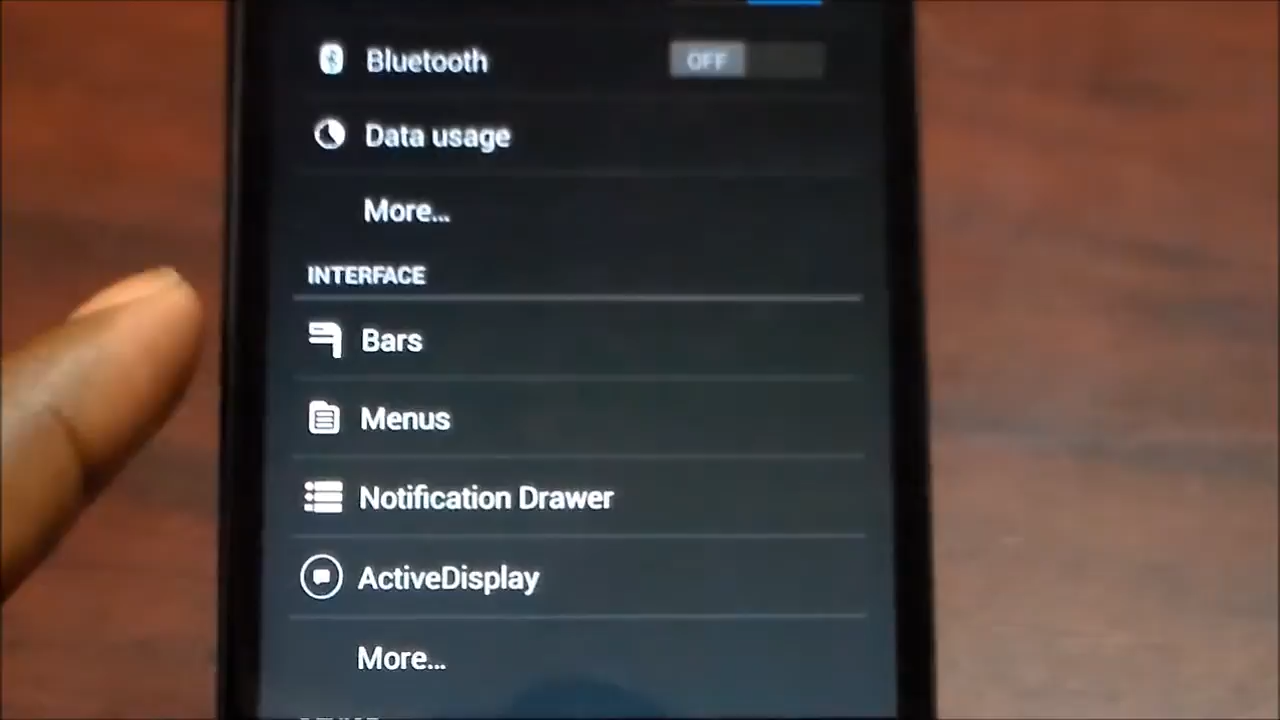 Bluetooth OFF
Data usage
More...
INTERFACE
Bars
Menus
Notification Drawer
ActiveDisplay
More...